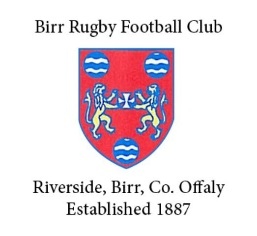 Birr Rugby Football Club
Riverside, Birr, Co. Offaly
Established 1887